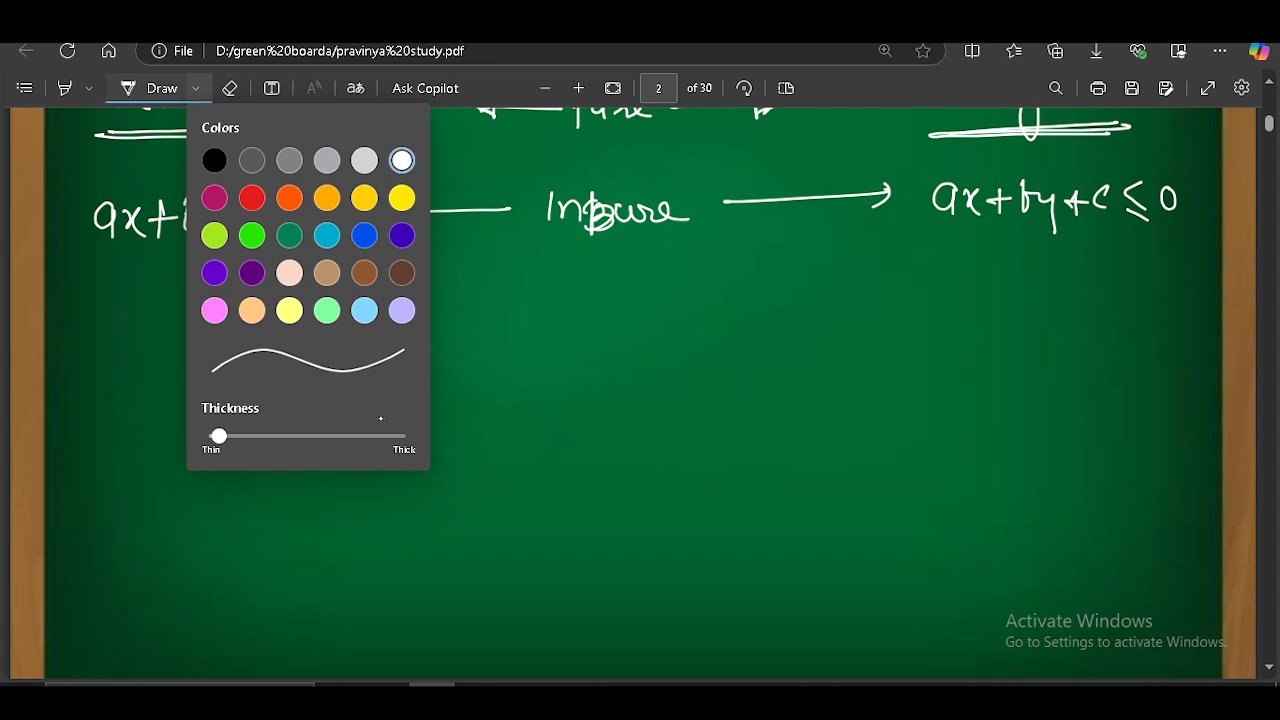 File D:/green%20boarda/pravinya%20study.pdf
Draw Ask Copilot 2 of 30
Colors
ax+
ax+by+c≤0
Thickness
Thin Thick
Activate Windows
Go to Settings to activate Windows.